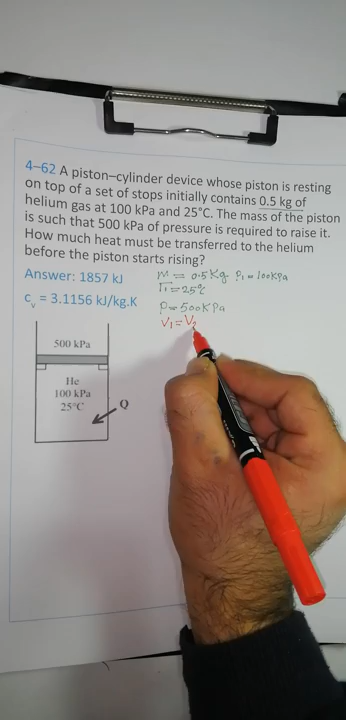 4–62 A piston–cylinder device whose piston is resting
on top of a set of stops initially contains 0.5 kg of
helium gas at 100 kPa and 25°C. The mass of the piston
is such that 500 kPa of pressure is required to raise it.
How much heat must be transferred to the helium
before the piston starts rising?
Answer: 1857 kJ
m = 0.5 Kg P1 = 100KPa
T1 = 25°C
cv = 3.1156 kJ/kg.K
P = 500KPa
V1 = V2
500 kPa
He
100 kPa
25°C
Q